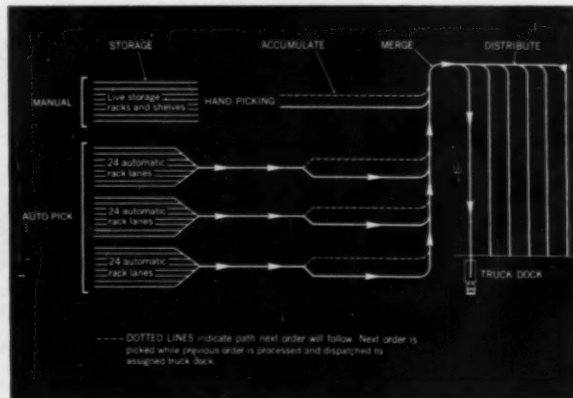 STORAGE
ACCUMULATE
MERGE
DISTRIBUTE
MANUAL
Live storage
racks and shelves
HAND PICKING
AUTO PICK
24 automatic
rack lanes
24 automatic
rack lanes
24 automatic
rack lanes
TRUCK DOCK
---- DOTTED LINES indicate path next order will follow. Next order is
picked while previous order is processed and dispatched to
assigned truck dock.